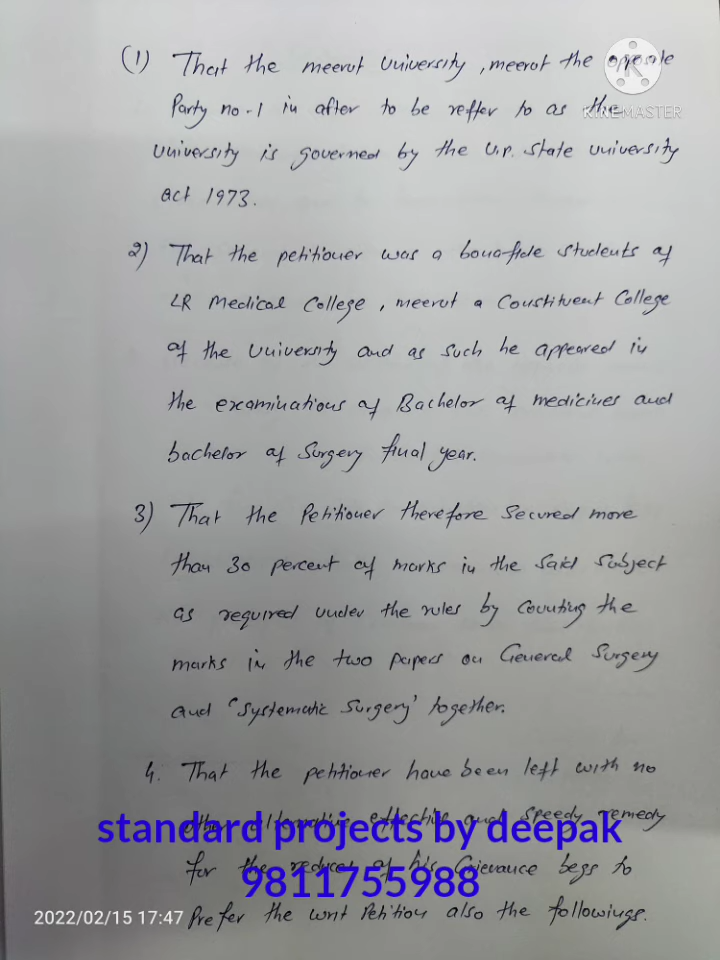 (1) That the meerut University, meerut the opposite
KINEMASTER
Party no-1 in after to be reffer to as the
University is governed by the U.P. State university
act 1973.
2) That the petitioner was a bona-fide students of
LR Medical College, meerut a Constituent College
of the University and as such he appeared in
the examinations of Bachelor of medicines and
bachelor of Surgery final year.
3) That the Petitioner therefore secured more
than 30 percent of marks in the said subject
as required under the rules by counting the
marks in the two papers on General Surgery
and 'Systematic Surgery' together.
4. That the petitioner have been left with no
other alternative effective and speedy remedy
standard projects by deepak
for the redress of his Grievance begs to
9811755988
Prefer the writ Petition also the followings.
2022/02/15 17:47